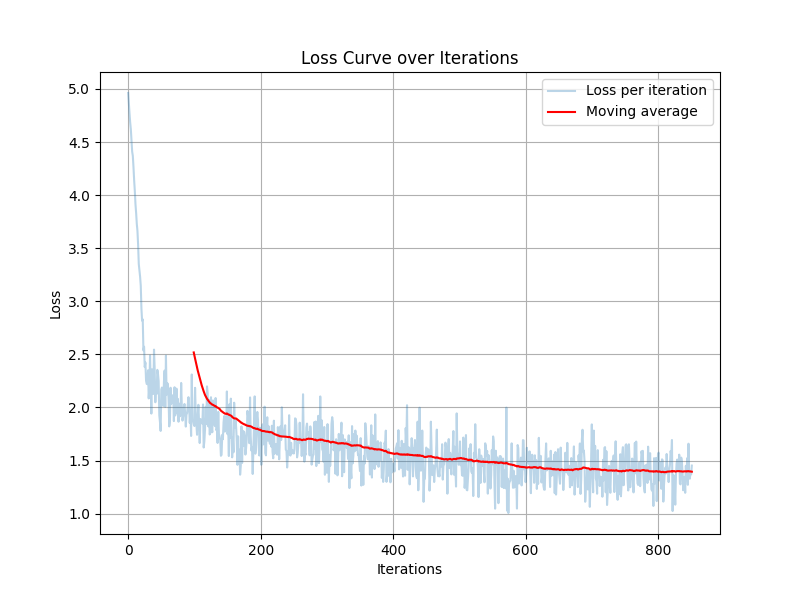 Loss Curve over Iterations
Loss per iteration
Moving average
5.0
4.5
4.0
3.5
3.0
2.5
2.0
1.5
1.0
Loss
0 200 400 600 800
Iterations